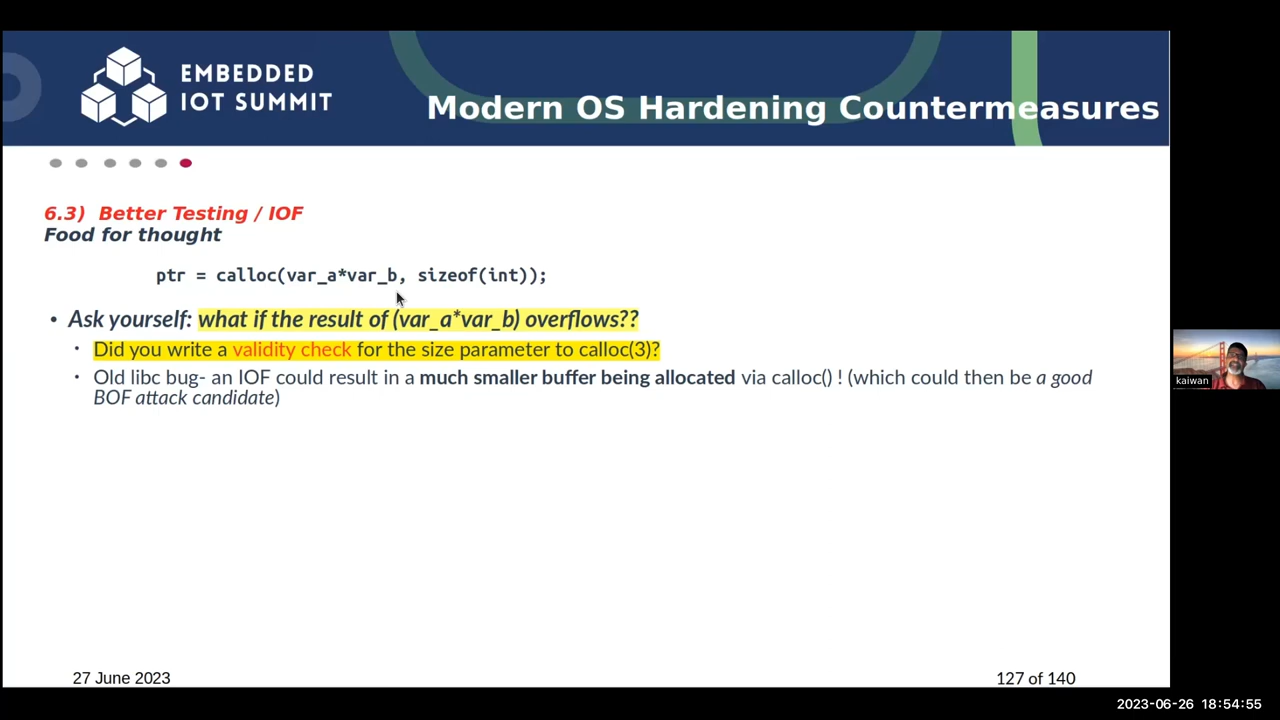 EMBEDDED
IOT SUMMIT
Modern OS Hardening Countermeasures
6.3) Better Testing / IOF
Food for thought
ptr = calloc(var_a*var_b, sizeof(int));
• Ask yourself: what if the result of (var_a*var_b) overflows??
• Did you write a validity check for the size parameter to calloc(3)?
• Old libc bug- an IOF could result in a much smaller buffer being allocated via calloc() ! (which could then be a good
BOF attack candidate)
kaiwan
27 June 2023
127 of 140
2023-06-26 18:54:55